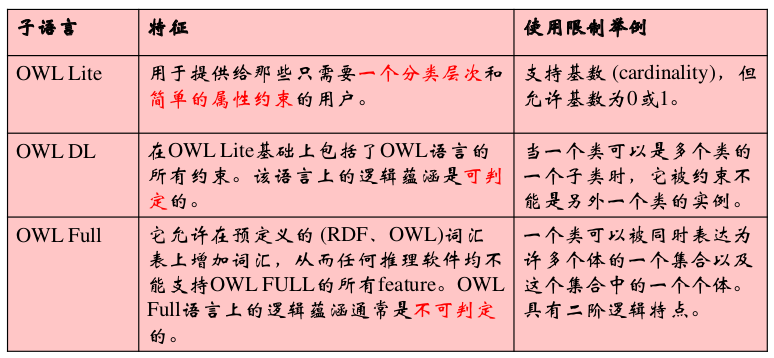 子语言
特征
使用限制举例
OWL Lite
用于提供给那些只需要一个分类层次和
简单的属性约束的用户。
支持基数 (cardinality)，但
允许基数为0或1。
OWL DL
在OWL Lite基础上包括了OWL语言的
所有约束。该语言上的逻辑蕴涵是可判
定的。
当一个类可以是多个类的
一个子类时，它被约束不
能是另外一个类的实例。
OWL Full
它允许在预定义的 (RDF、OWL)词汇
表上增加词汇，从而任何推理软件均不
能支持OWL FULL的所有feature。OWL
Full语言上的逻辑蕴涵通常是不可判定
的。
一个类可以被同时表达为
许多个体的一个集合以及
这个集合中的一个个体。
具有二阶逻辑特点。